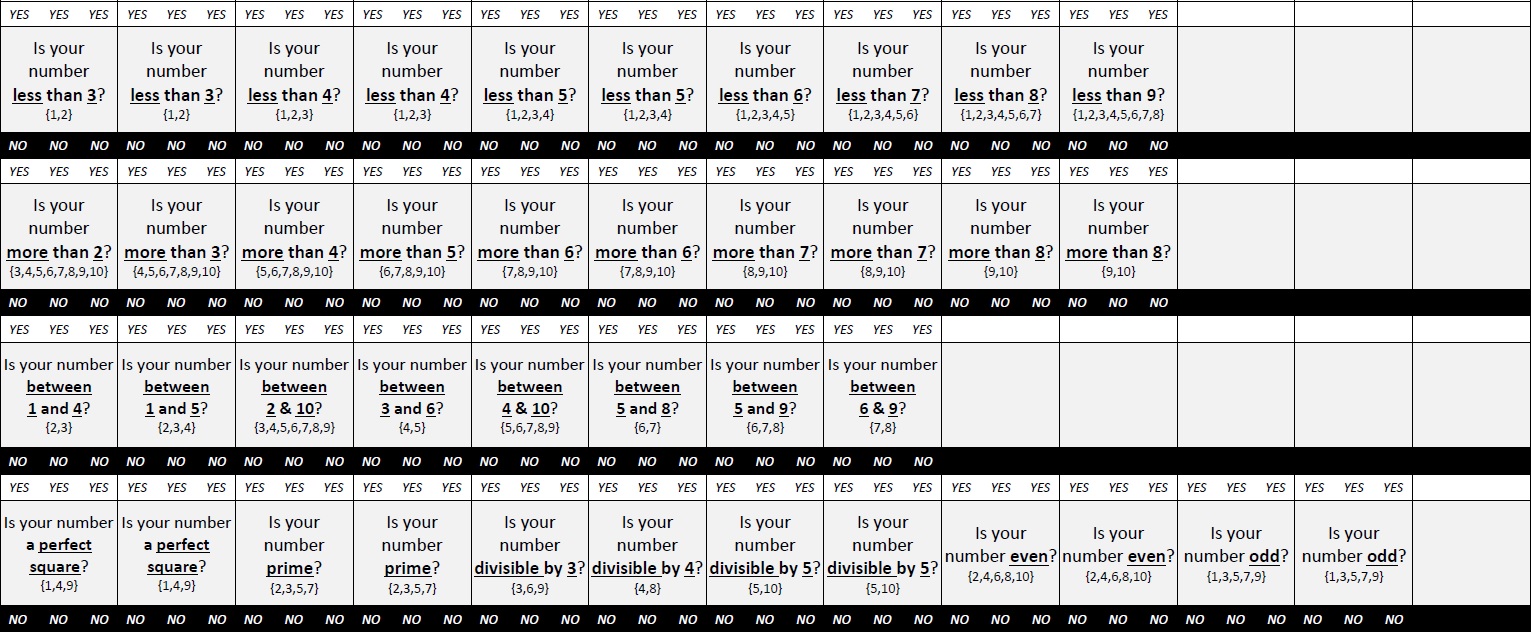 YES YES YES YES YES YES YES YES YES YES YES YES YES YES YES YES YES YES YES YES YES YES YES YES YES YES YES YES YES YES
Is your number less than 3? {1,2}
Is your number less than 3? {1,2}
Is your number less than 4? {1,2,3}
Is your number less than 4? {1,2,3}
Is your number less than 5? {1,2,3,4}
Is your number less than 5? {1,2,3,4}
Is your number less than 6? {1,2,3,4,5}
Is your number less than 7? {1,2,3,4,5,6}
Is your number less than 8? {1,2,3,4,5,6,7}
Is your number less than 9? {1,2,3,4,5,6,7,8}
NO NO NO NO NO NO NO NO NO NO NO NO NO NO NO NO NO NO NO NO NO NO NO NO NO NO NO NO NO NO
YES YES YES YES YES YES YES YES YES YES YES YES YES YES YES YES YES YES YES YES YES YES YES YES YES YES YES YES YES YES
Is your number more than 2? {3,4,5,6,7,8,9,10}
Is your number more than 3? {4,5,6,7,8,9,10}
Is your number more than 4? {5,6,7,8,9,10}
Is your number more than 5? {6,7,8,9,10}
Is your number more than 6? {7,8,9,10}
Is your number more than 6? {7,8,9,10}
Is your number more than 7? {8,9,10}
Is your number more than 7? {8,9,10}
Is your number more than 8? {9,10}
Is your number more than 8? {9,10}
NO NO NO NO NO NO NO NO NO NO NO NO NO NO NO NO NO NO NO NO NO NO NO NO NO NO NO NO NO NO
YES YES YES YES YES YES YES YES YES YES YES YES YES YES YES YES YES YES YES YES YES YES YES YES
Is your number between 1 and 4? {2,3}
Is your number between 1 and 5? {2,3,4}
Is your number between 2 & 10? {3,4,5,6,7,8,9}
Is your number between 3 and 6? {4,5}
Is your number between 4 & 10? {5,6,7,8,9}
Is your number between 5 and 8? {6,7}
Is your number between 5 and 9? {6,7,8}
Is your number between 6 & 9? {7,8}
NO NO NO NO NO NO NO NO NO NO NO NO NO NO NO NO NO NO NO NO NO NO NO NO
YES YES YES YES YES YES YES YES YES YES YES YES YES YES YES YES YES YES YES YES YES YES YES YES YES YES YES YES YES YES YES YES YES YES YES YES
Is your number a perfect square? {1,4,9}
Is your number a perfect square? {1,4,9}
Is your number prime? {2,3,5,7}
Is your number prime? {2,3,5,7}
Is your number divisible by 3? {3,6,9}
Is your number divisible by 4? {4,8}
Is your number divisible by 5? {5,10}
Is your number divisible by 5? {5,10}
Is your number even? {2,4,6,8,10}
Is your number even? {2,4,6,8,10}
Is your number odd? {1,3,5,7,9}
Is your number odd? {1,3,5,7,9}
NO NO NO NO NO NO NO NO NO NO NO NO NO NO NO NO NO NO NO NO NO NO NO NO NO NO NO NO NO NO NO NO NO NO NO NO